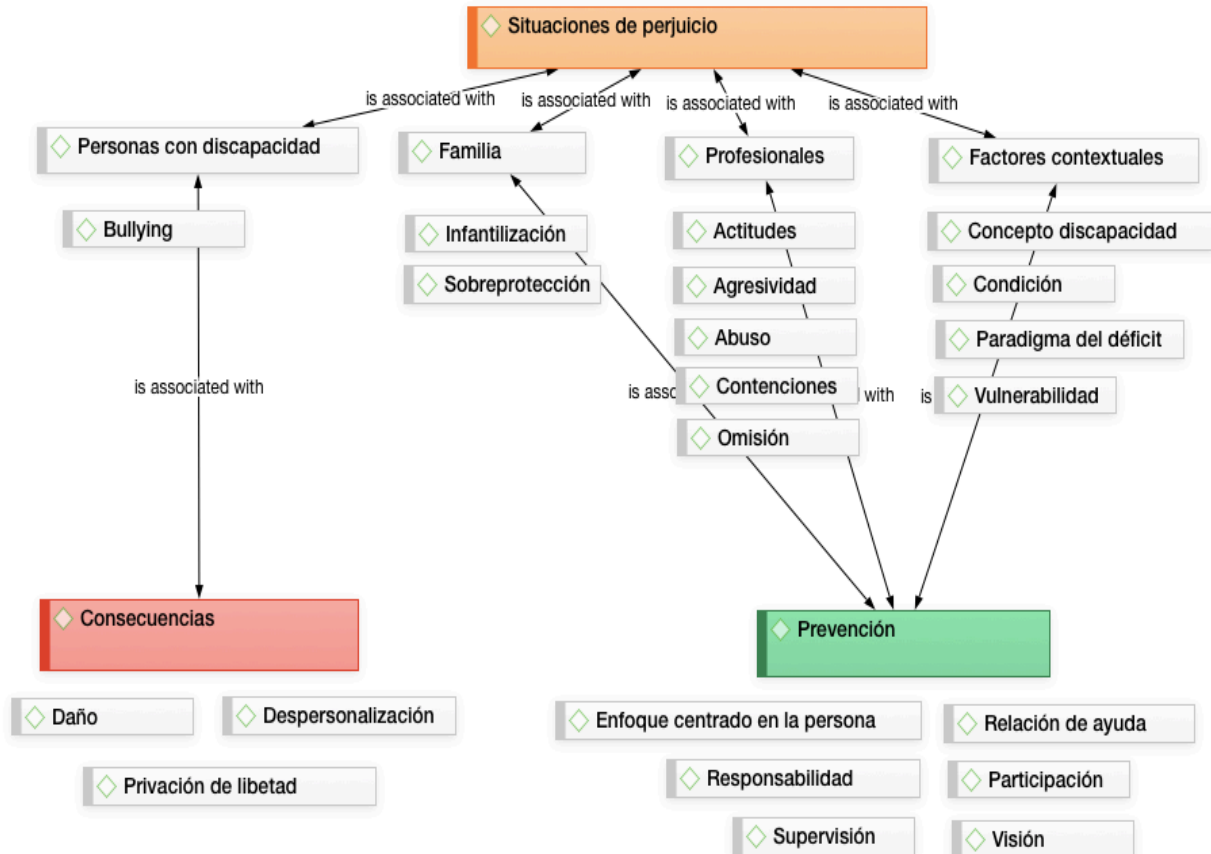 Situaciones de perjuicio
is associated with
is associated with
is associated with
is associated with
Personas con discapacidad
Familia
Profesionales
Factores contextuales
Bullying
Infantilización
Actitudes
Concepto discapacidad
Sobreprotección
Agresividad
Condición
Abuso
Paradigma del déficit
is associated with
Contenciones
with
is
Vulnerabilidad
Omisión
Consecuencias
Prevención
Daño
Despersonalización
Enfoque centrado en la persona
Relación de ayuda
Privación de libetad
Responsabilidad
Participación
Supervisión
Visión